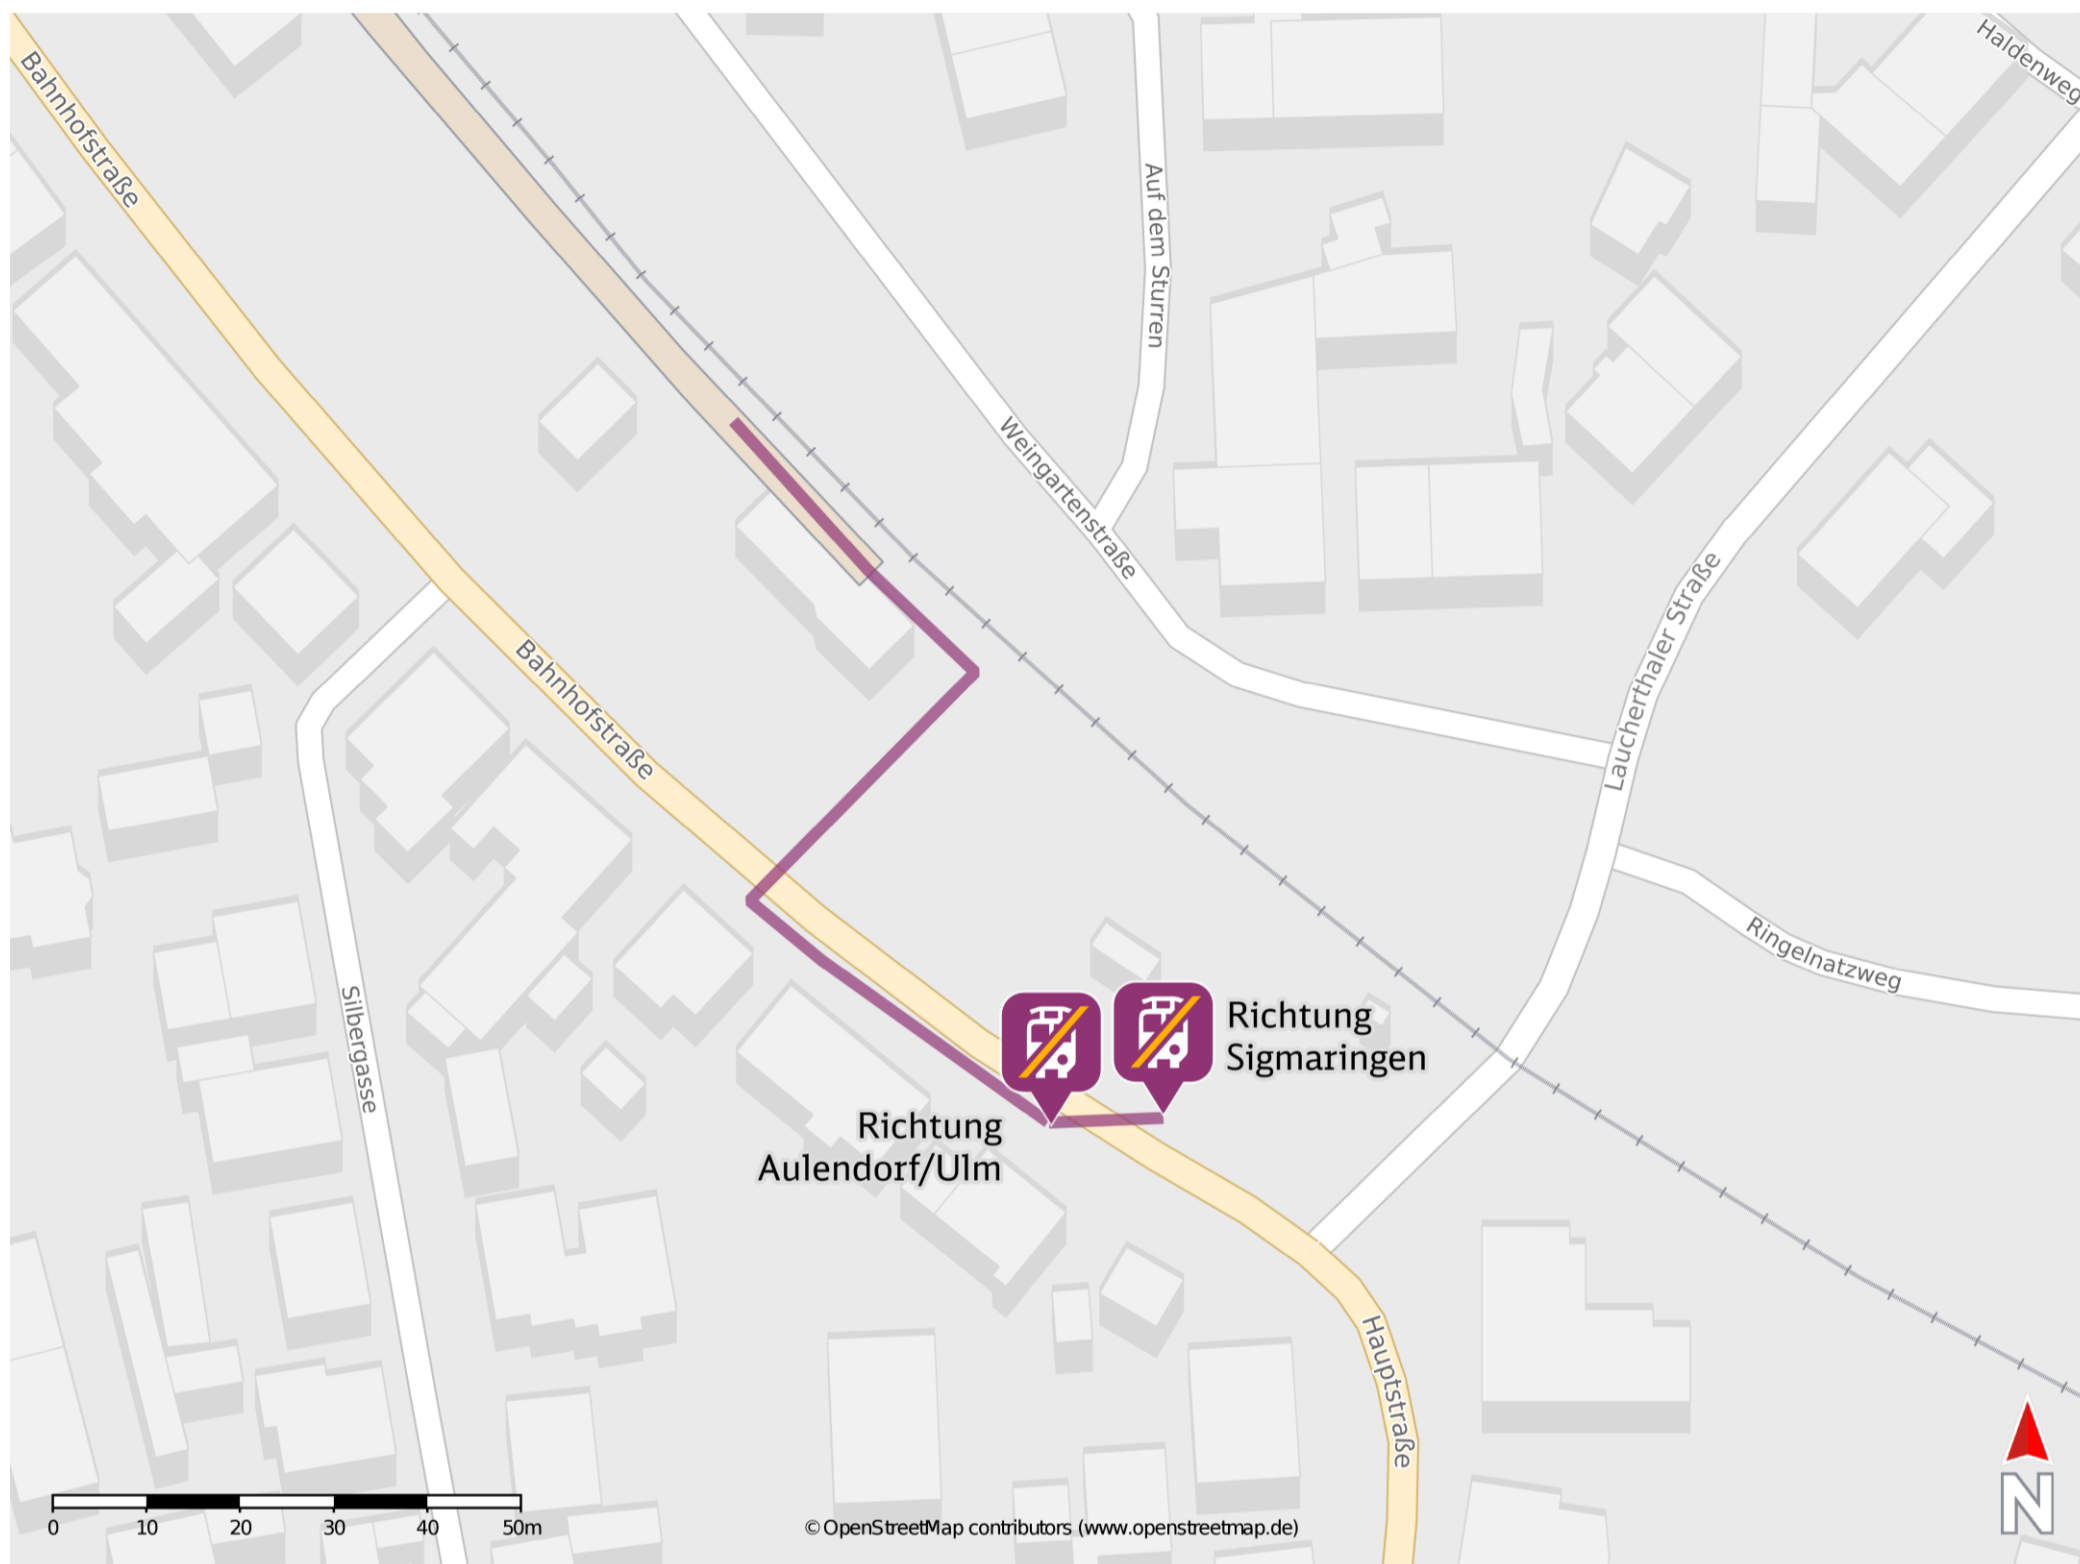 Haldenweg
Bahnhofstraße
Auf dem Sturren
Weingartenstraße
Laucherthaler Straße
Bahnhofstraße
Ringelnatzweg
Silbergasse
Richtung
Sigmaringen
Richtung
Aulendorf/Ulm
Hauptstraße
0 10 20 30 40 50m
© OpenStreetMap contributors (www.openstreetmap.de)
N